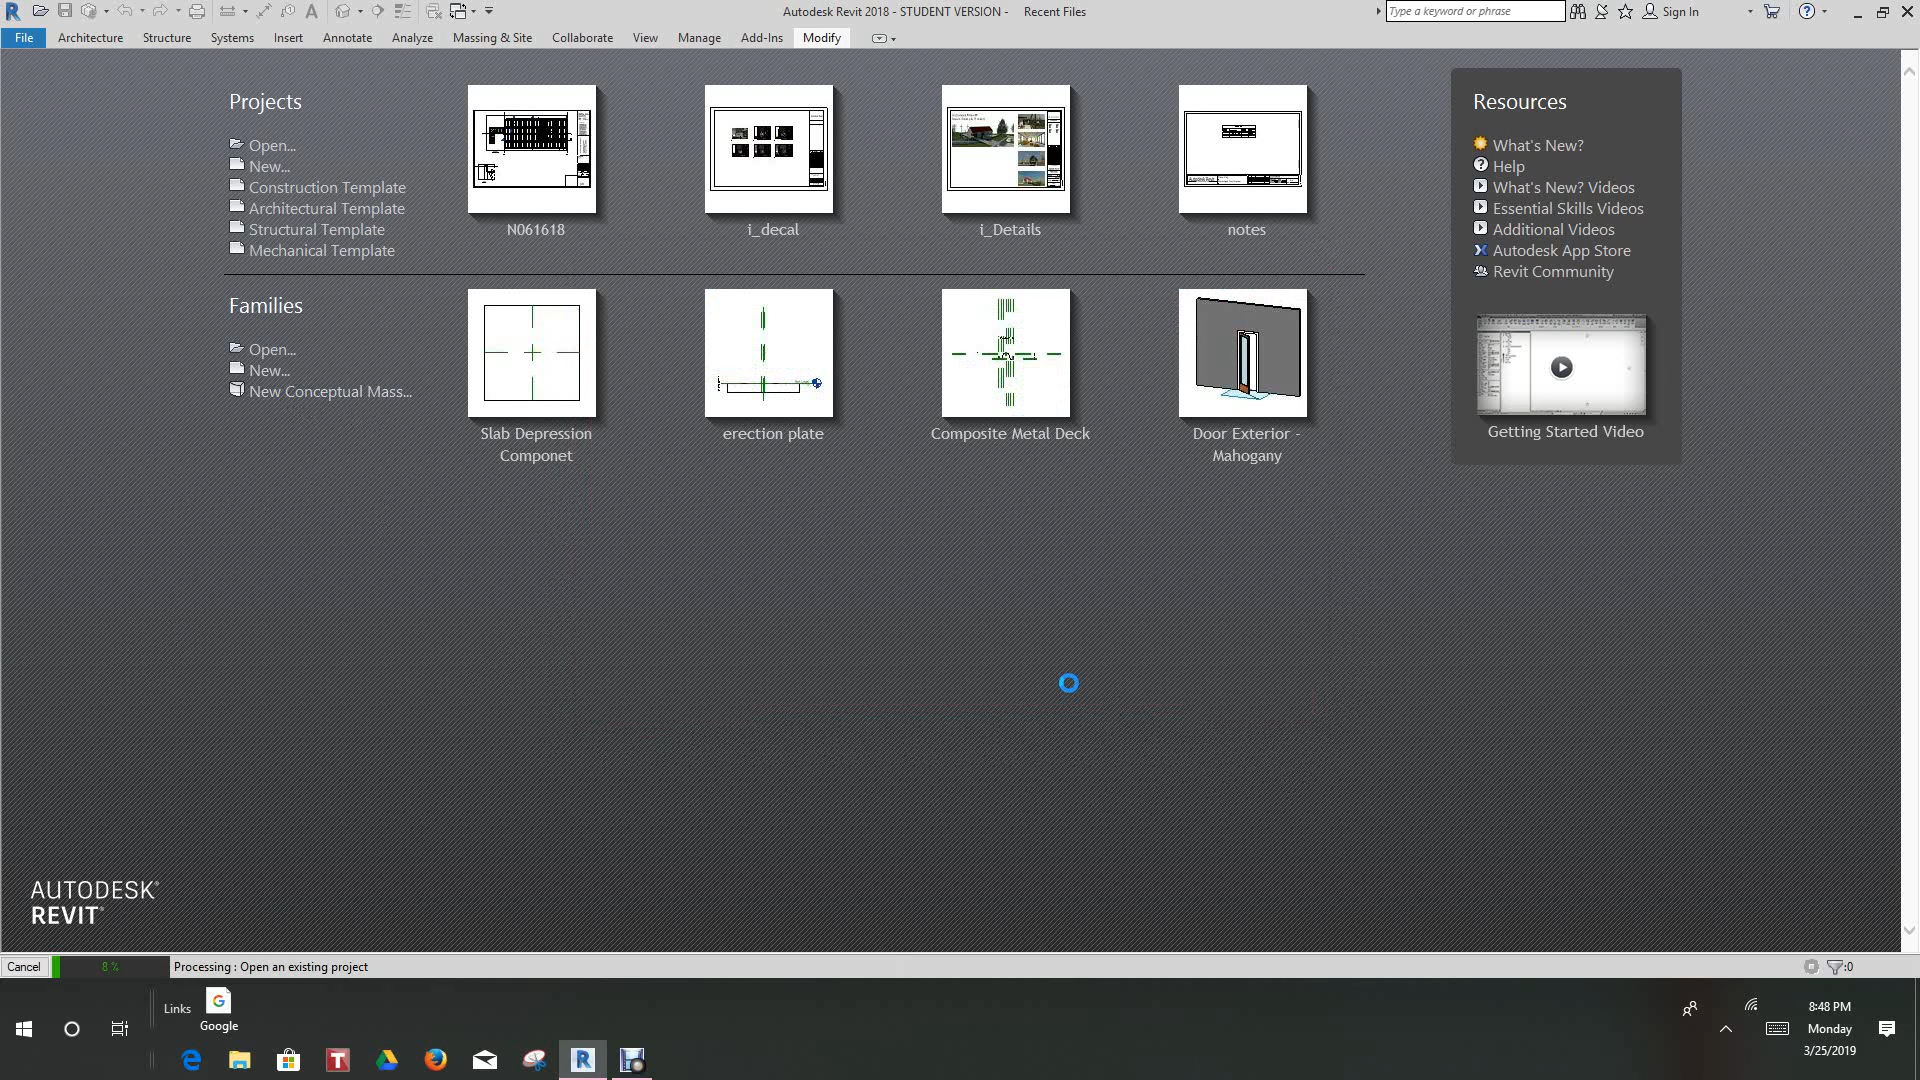 Autodesk Revit 2018 - STUDENT VERSION - Recent Files
Type a keyword or phrase
Sign In
File Architecture Structure Systems Insert Annotate Analyze Massing & Site Collaborate View Manage Add-Ins Modify
Projects
Open...
New...
Construction Template
Architectural Template
Structural Template
Mechanical Template
N061618
i_decal
i_Details
notes
Families
Open...
New...
New Conceptual Mass...
Slab Depression
Componet
erection plate
Composite Metal Deck
Door Exterior -
Mahogany
Resources
What's New?
Help
What's New? Videos
Essential Skills Videos
Additional Videos
Autodesk App Store
Revit Community
Getting Started Video
AUTODESK®
REVIT®
Cancel 8 % Processing : Open an existing project :0
Links
Google
8:48 PM
Monday
3/25/2019